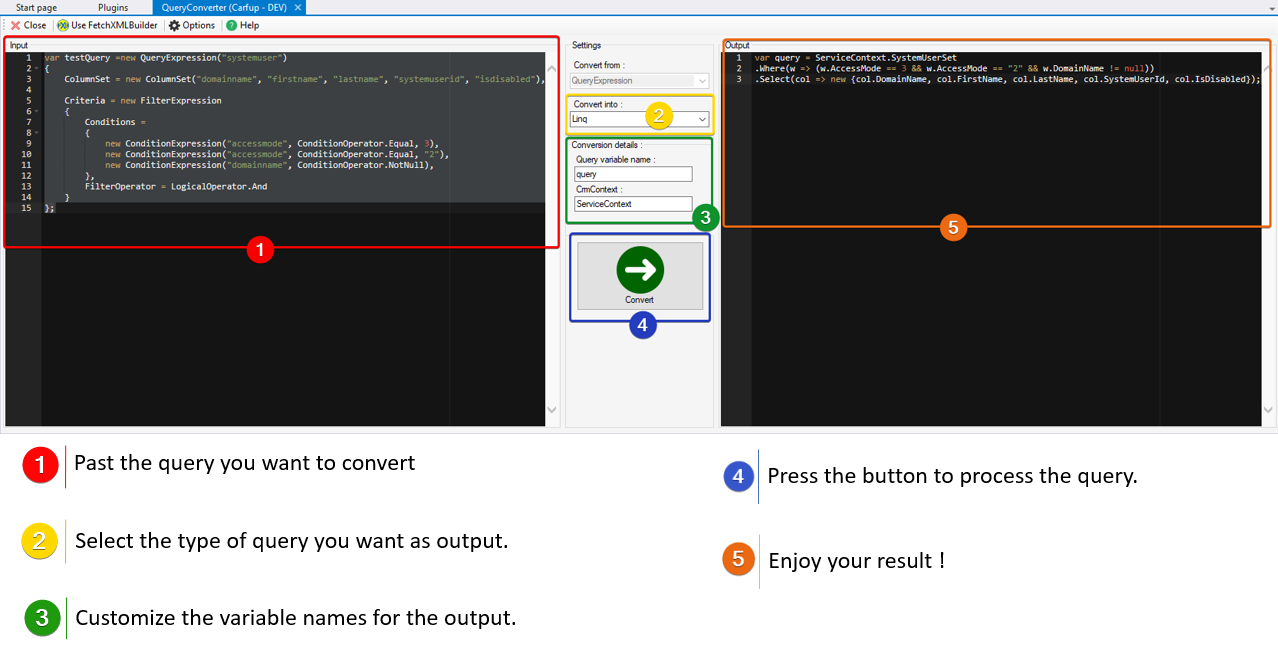 Start page Plugins QueryConverter (Carfup - DEV) ✕
Close Use FetchXMLBuilder Options Help
Input
1 var testQuery =new QueryExpression("systemuser")
2 {
3 ColumnSet = new ColumnSet("domainname", "firstname", "lastname", "systemuserid", "isdisabled"),
4
5 Criteria = new FilterExpression
6 {
7 Conditions =
8 {
9 new ConditionExpression("accessmode", ConditionOperator.Equal, 3),
10 new ConditionExpression("accessmode", ConditionOperator.Equal, "2"),
11 new ConditionExpression("domainname", ConditionOperator.NotNull),
12 },
13 FilterOperator = LogicalOperator.And
14 }
15 };
1
Settings
Convert from :
QueryExpression
Convert into :
Linq
2
Conversion details :
Query variable name :
query
CrmContext :
ServiceContext
3
Convert
4
Output
1 var query = ServiceContext.SystemUserSet
2 .Where(w => (w.AccessMode == 3 && w.AccessMode == "2" && w.DomainName != null))
3 .Select(col => new {col.DomainName, col.FirstName, col.LastName, col.SystemUserId, col.IsDisabled});
5
1 Past the query you want to convert
2 Select the type of query you want as output.
3 Customize the variable names for the output.
4 Press the button to process the query.
5 Enjoy your result !